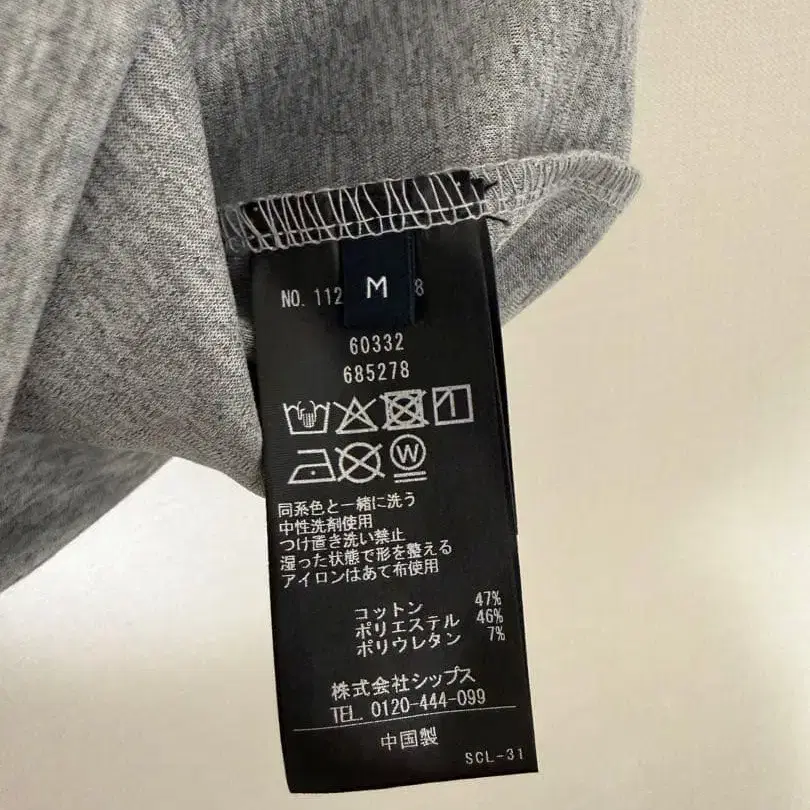 NO. 112
M
8
60332
685278
W
同系色と一緒に洗う
中性洗剤使用
つけ置き洗い禁止
湿った状態で形を整える
アイロンはあて布使用
コットン 47%
ポリエステル 46%
ポリウレタン 7%
株式会社シップス
TEL. 0120-444-099
中国製
SCL-31